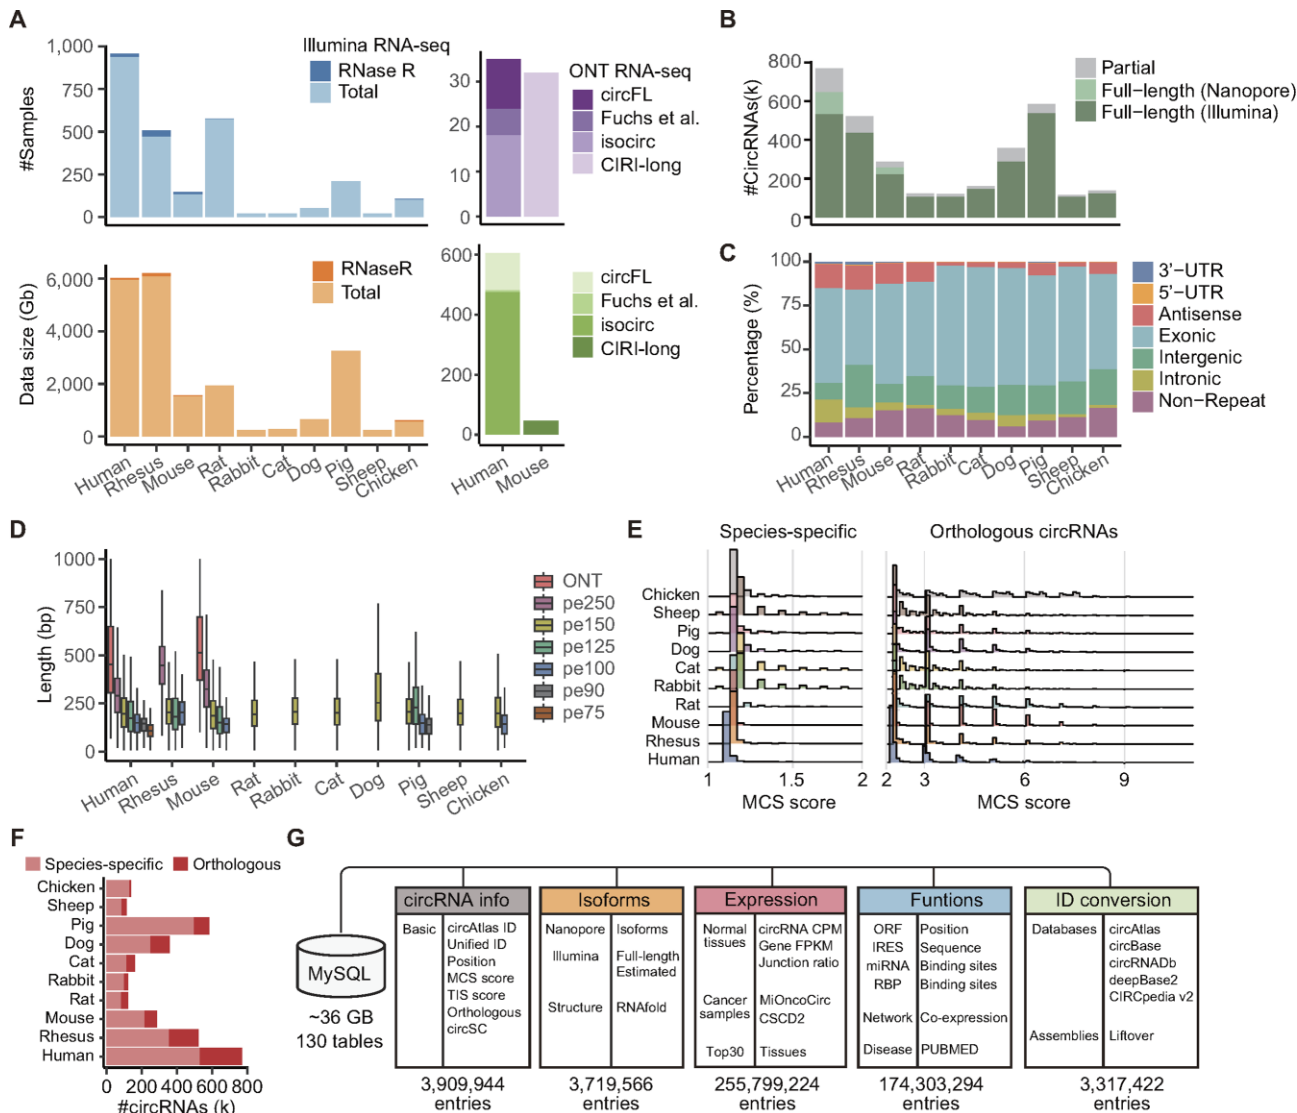 A
1,000
750
500
250
0
#Samples
Illumina RNA-seq
RNase R
Total
30
20
10
0
ONT RNA-seq
circFL
Fuchs et al.
isocirc
CIRI-long
6,000
4,000
2,000
0
Data size (Gb)
RNaseR
Total
Human
Rhesus
Mouse
Rat
Rabbit
Cat
Dog
Pig
Sheep
Chicken
600
400
200
0
circFL
Fuchs et al.
isocirc
CIRI-long
Human
Mouse
B
800
600
400
200
0
#CircRNAs(k)
Partial
Full-length (Nanopore)
Full-length (Illumina)
C
100
75
50
25
0
Percentage (%)
3'-UTR
5'-UTR
Antisense
Exonic
Intergenic
Intronic
Non-Repeat
Human
Rhesus
Mouse
Rat
Rabbit
Cat
Dog
Pig
Sheep
Chicken
D
1000
750
500
250
0
Length (bp)
ONT
pe250
pe150
pe125
pe100
pe90
pe75
Human
Rhesus
Mouse
Rat
Rabbit
Cat
Dog
Pig
Sheep
Chicken
E
Species-specific
Orthologous circRNAs
Chicken
Sheep
Pig
Dog
Cat
Rabbit
Rat
Mouse
Rhesus
Human
1 1.5 2
MCS score
2 3 6 9
MCS score
F
Species-specific
Orthologous
Chicken
Sheep
Pig
Dog
Cat
Rabbit
Rat
Mouse
Rhesus
Human
0 200 400 600 800
#circRNAs (k)
G
MySQL
~36 GB
130 tables
circRNA info
Basic
circAtlas ID
Unified ID
Position
MCS score
TIS score
Orthologous
circSC
3,909,944
entries
Isoforms
Nanopore
Isoforms
Illumina
Full-length
Estimated
Structure
RNAfold
3,719,566
entries
Expression
Normal
tissues
circRNA CPM
Gene FPKM
Junction ratio
Cancer
samples
MiOncoCirc
CSCD2
Top30
Tissues
255,799,224
entries
Funtions
ORF
Position
IRES
Sequence
miRNA
Binding sites
RBP
Binding sites
Network
Co-expression
Disease
PUBMED
174,303,294
entries
ID conversion
Databases
circAtlas
circBase
circRNADb
deepBase2
CIRCpedia v2
Assemblies
Liftover
3,317,422
entries